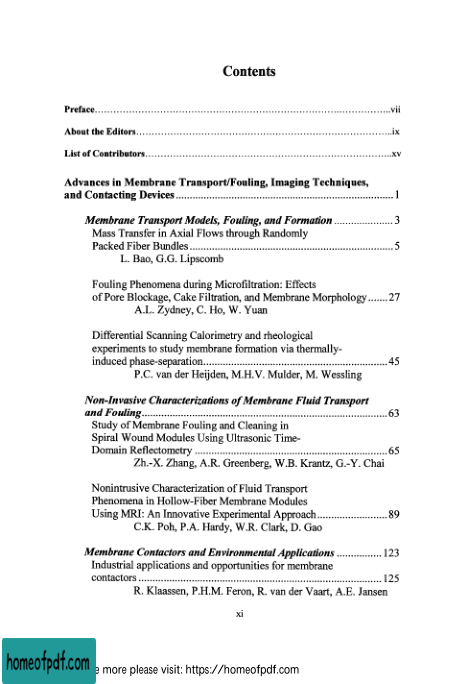 Contents
Preface..............................................................................................vii
About the Editors..................................................................................ix
List of Contributors...............................................................................xv
Advances in Membrane Transport/Fouling, Imaging Techniques,
and Contacting Devices................................................................................1
Membrane Transport Models, Fouling, and Formation.....................3
Mass Transfer in Axial Flows through Randomly
Packed Fiber Bundles.........................................................................5
L. Bao, G.G. Lipscomb
Fouling Phenomena during Microfiltration: Effects
of Pore Blockage, Cake Filtration, and Membrane Morphology.......27
A.L. Zydney, C. Ho, W. Yuan
Differential Scanning Calorimetry and rheological
experiments to study membrane formation via thermally-
induced phase-separation..................................................................45
P.C. van der Heijden, M.H.V. Mulder, M. Wessling
Non-Invasive Characterizations of Membrane Fluid Transport
and Fouling........................................................................................63
Study of Membrane Fouling and Cleaning in
Spiral Wound Modules Using Ultrasonic Time-
Domain Reflectometry.....................................................................65
Zh.-X. Zhang, A.R. Greenberg, W.B. Krantz, G.-Y. Chai
Nonintrusive Characterization of Fluid Transport
Phenomena in Hollow-Fiber Membrane Modules
Using MRI: An Innovative Experimental Approach.........................89
C.K. Poh, P.A. Hardy, W.R. Clark, D. Gao
Membrane Contactors and Environmental Applications................123
Industrial applications and opportunities for membrane
contactors.......................................................................................125
R. Klaassen, P.H.M. Feron, R. van der Vaart, A.E. Jansen
xi
homeofpdf.com
e more please visit: https://homeofpdf.com